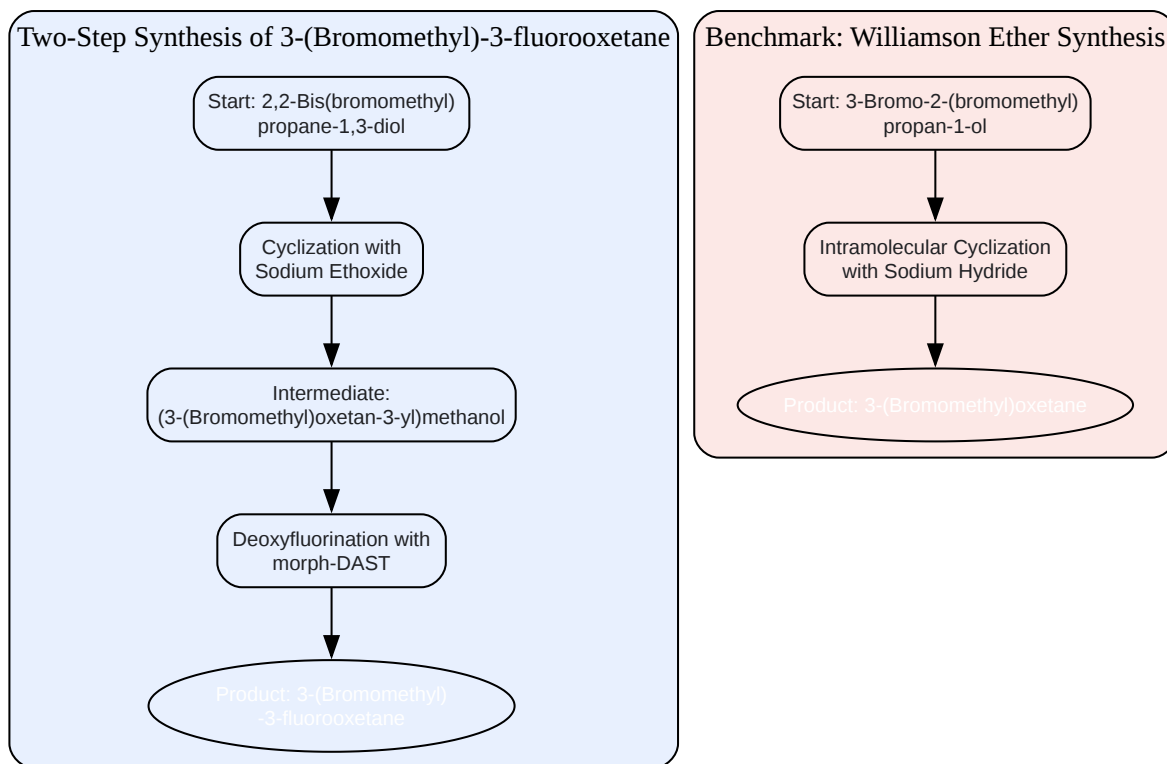 Two-Step Synthesis of 3-(Bromomethyl)-3-fluorooxetane
Start: 2,2-Bis(bromomethyl)
propane-1,3-diol
Cyclization with
Sodium Ethoxide
Intermediate:
(3-(Bromomethyl)oxetan-3-yl)methanol
Deoxyfluorination with
morph-DAST
Product: 3-(Bromomethyl)
-3-fluorooxetane
Benchmark: Williamson Ether Synthesis
Start: 3-Bromo-2-(bromomethyl)
propan-1-ol
Intramolecular Cyclization
with Sodium Hydride
Product: 3-(Bromomethyl)oxetane